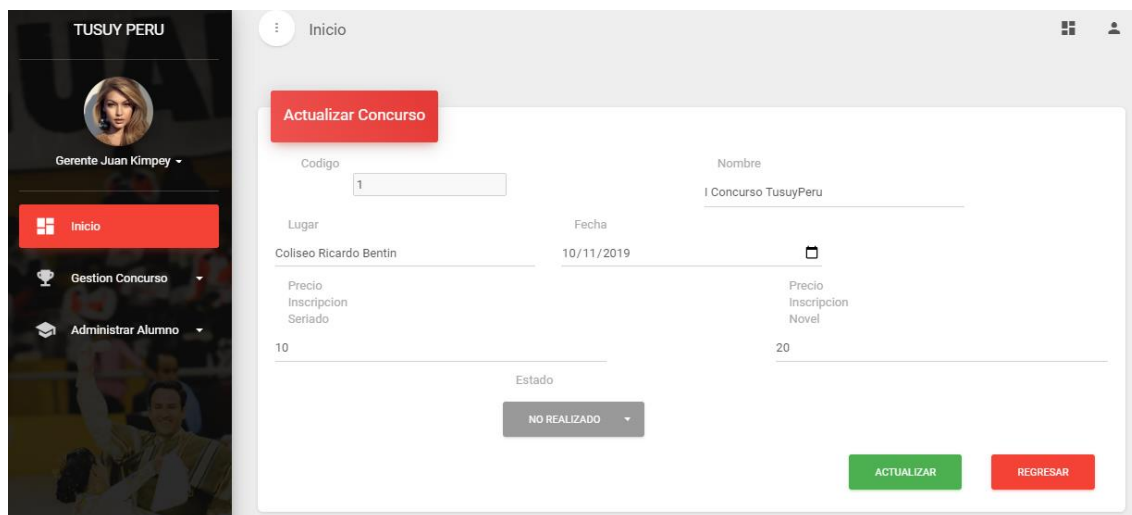 TUSUY PERU
Gerente Juan Kimpey
Inicio
Gestion Concurso
Administrar Alumno
Inicio
Actualizar Concurso
Codigo
1
Nombre
I Concurso TusuyPeru
Lugar
Coliseo Ricardo Bentin
Fecha
10/11/2019
Precio
Inscripcion
Seriado
10
Precio
Inscripcion
Novel
20
Estado
NO REALIZADO
ACTUALIZAR
REGRESAR